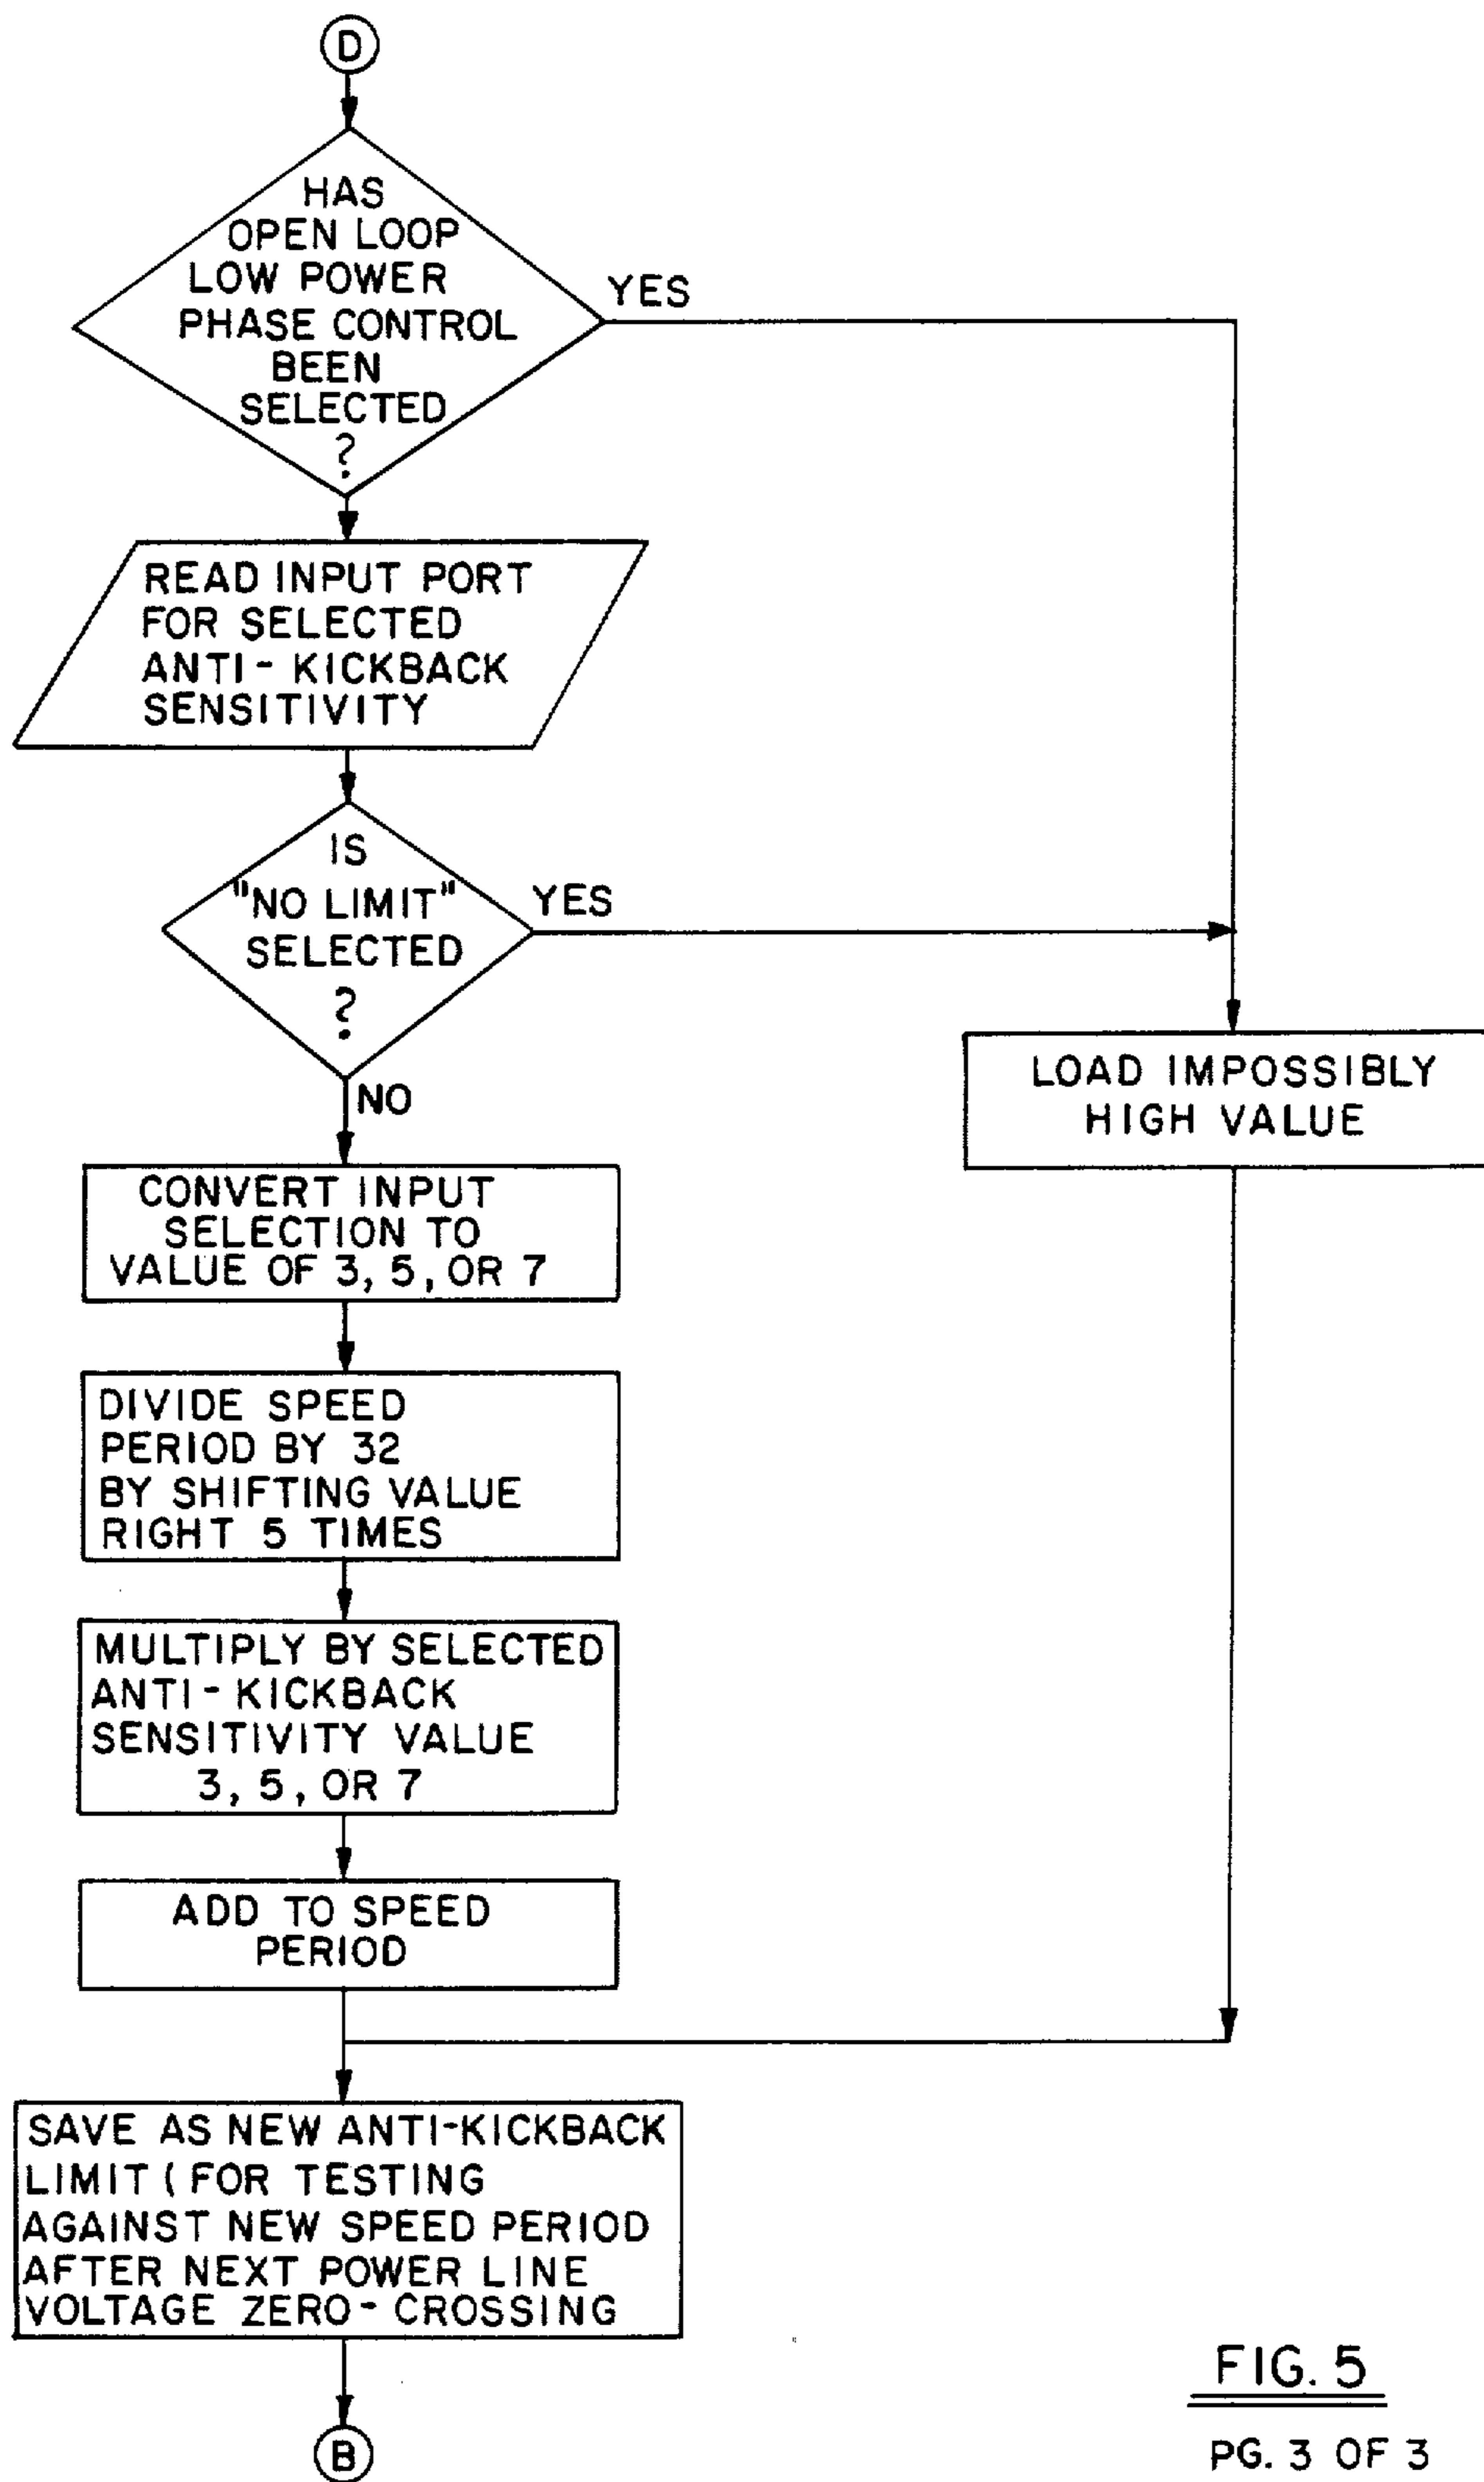 D
HAS
OPEN LOOP
LOW POWER
PHASE CONTROL
BEEN
SELECTED
?
YES
READ INPUT PORT
FOR SELECTED
ANTI - KICKBACK
SENSITIVITY
IS
"NO LIMIT"
SELECTED
?
YES
NO
LOAD IMPOSSIBLY
HIGH VALUE
CONVERT INPUT
SELECTION TO
VALUE OF 3, 5, OR 7
DIVIDE SPEED
PERIOD BY 32
BY SHIFTING VALUE
RIGHT 5 TIMES
MULTIPLY BY SELECTED
ANTI - KICKBACK
SENSITIVITY VALUE
3, 5, OR 7
ADD TO SPEED
PERIOD
SAVE AS NEW ANTI-KICKBACK
LIMIT (FOR TESTING
AGAINST NEW SPEED PERIOD
AFTER NEXT POWER LINE
VOLTAGE ZERO - CROSSING
B
FIG. 5
PG. 3 OF 3